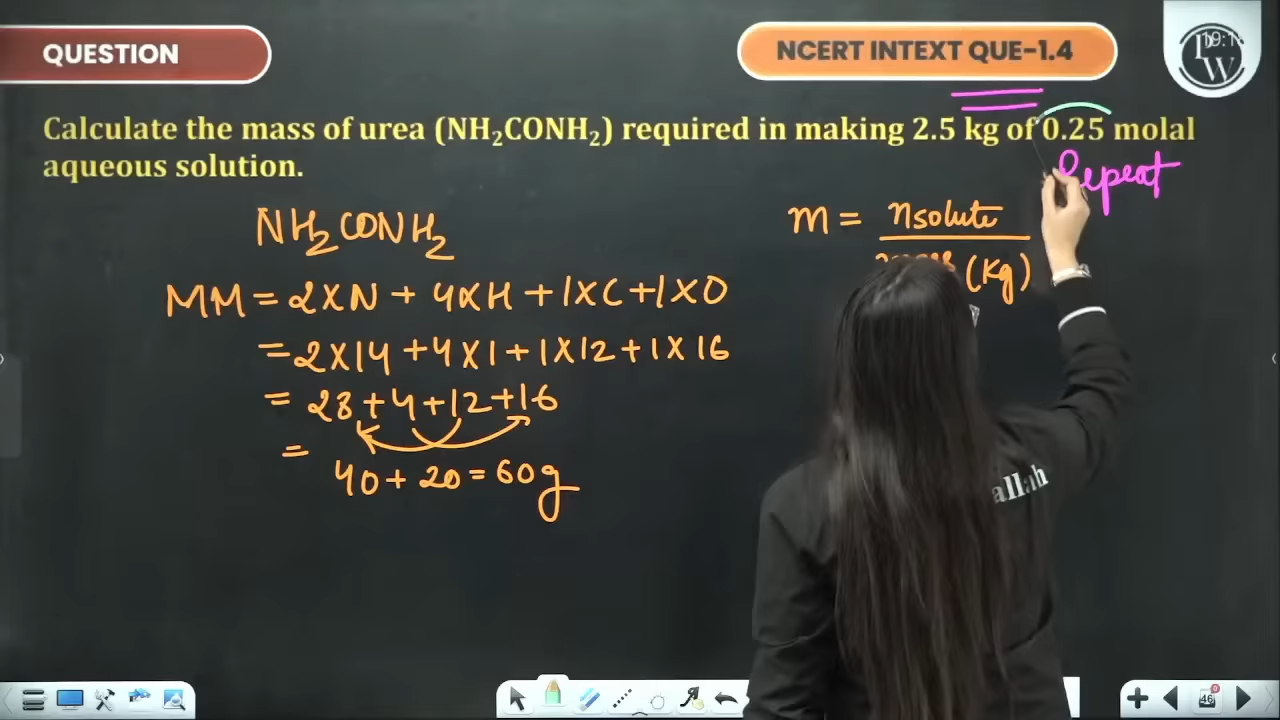 QUESTION
NCERT INTEXT QUE-1.4
Calculate the mass of urea (NH₂CONH₂) required in making 2.5 kg of 0.25 molal
aqueous solution.
Repeat
NH₂CONH₂
m = nsolute
(Kg)
MM = 2×N + 4×H + 1×C + 1×O
= 2×14 + 4×1 + 1×12 + 1×16
= 28 + 4 + 12 + 16
=
40 + 20 = 60g
allah
46